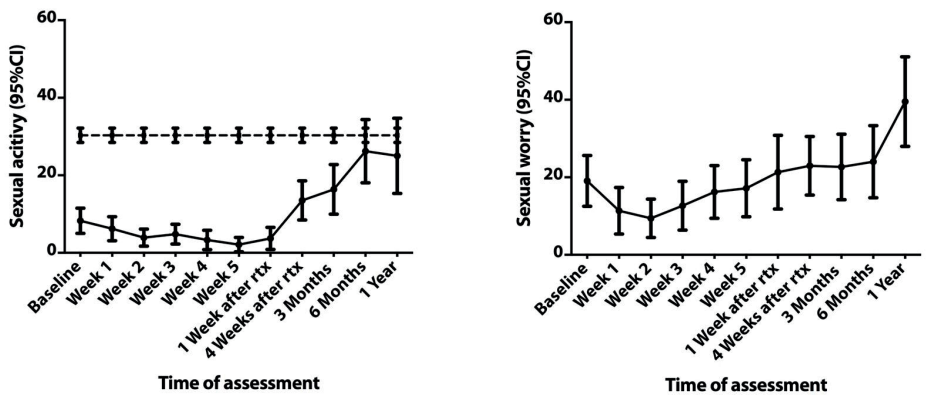 Sexual acitivy (95%CI)
60
40
20
0
Baseline
Week 1
Week 2
Week 3
Week 4
Week 5
1 Week after rtx
4 Weeks after rtx
3 Months
6 Months
1 Year
Time of assessment
Sexual worry (95%CI)
60
40
20
0
Baseline
Week 1
Week 2
Week 3
Week 4
Week 5
1 Week after rtx
4 Weeks after rtx
3 Months
6 Months
1 Year
Time of assessment